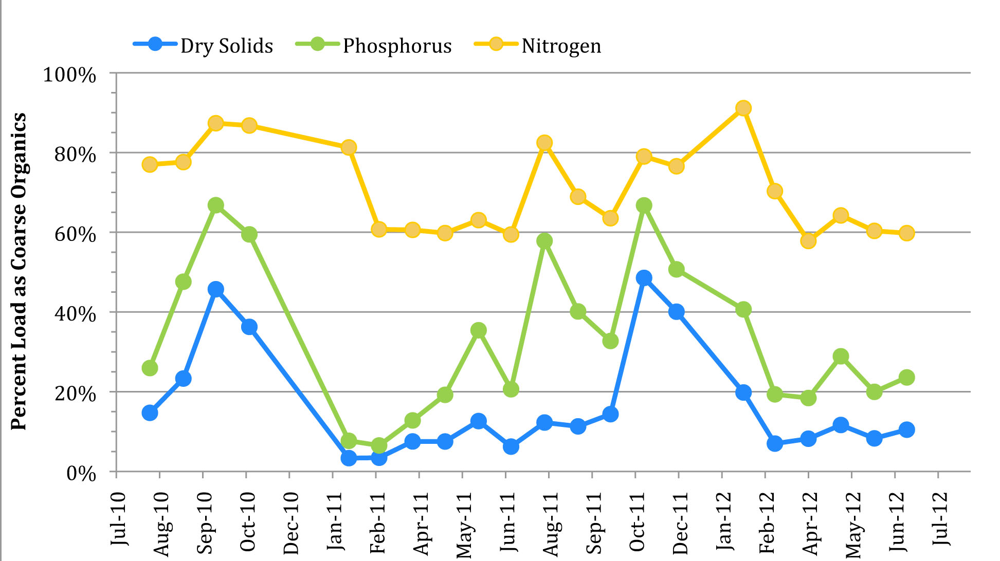 Dry Solids Phosphorus Nitrogen
Percent Load as Coarse Organics
100%
80%
60%
40%
20%
0%
Jul-10 Aug-10 Sep-10 Oct-10 Dec-10 Jan-11 Feb-11 Apr-11 May-11 Jun-11 Aug-11 Sep-11 Oct-11 Dec-11 Jan-12 Feb-12 Apr-12 May-12 Jun-12 Jul-12